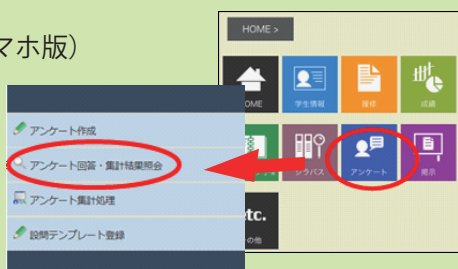 マホ版）
HOME >
OME
学生情報
履修
成績
シラバス
アンケート
掲示
アンケート作成
アンケート回答・集計結果照会
アンケート集計処理
設問テンプレート登録
tc.
の他